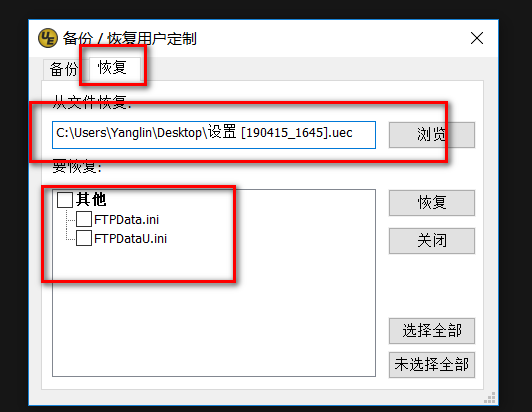 UE
备份 / 恢复用户定制
备份
恢复
从文件恢复:
C:\Users\Yanglin\Desktop\设置 [190415_1645].uec
浏览
要恢复:
其他
FTPData.ini
FTPDataU.ini
恢复
关闭
选择全部
未选择全部